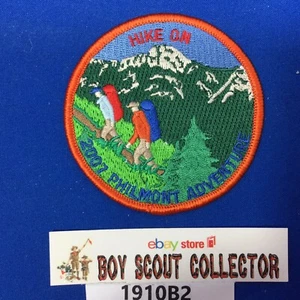 HIKE ON
2007 PHILMONT ADVENTURE
ebay store
BOY SCOUT COLLECTOR
1910B2